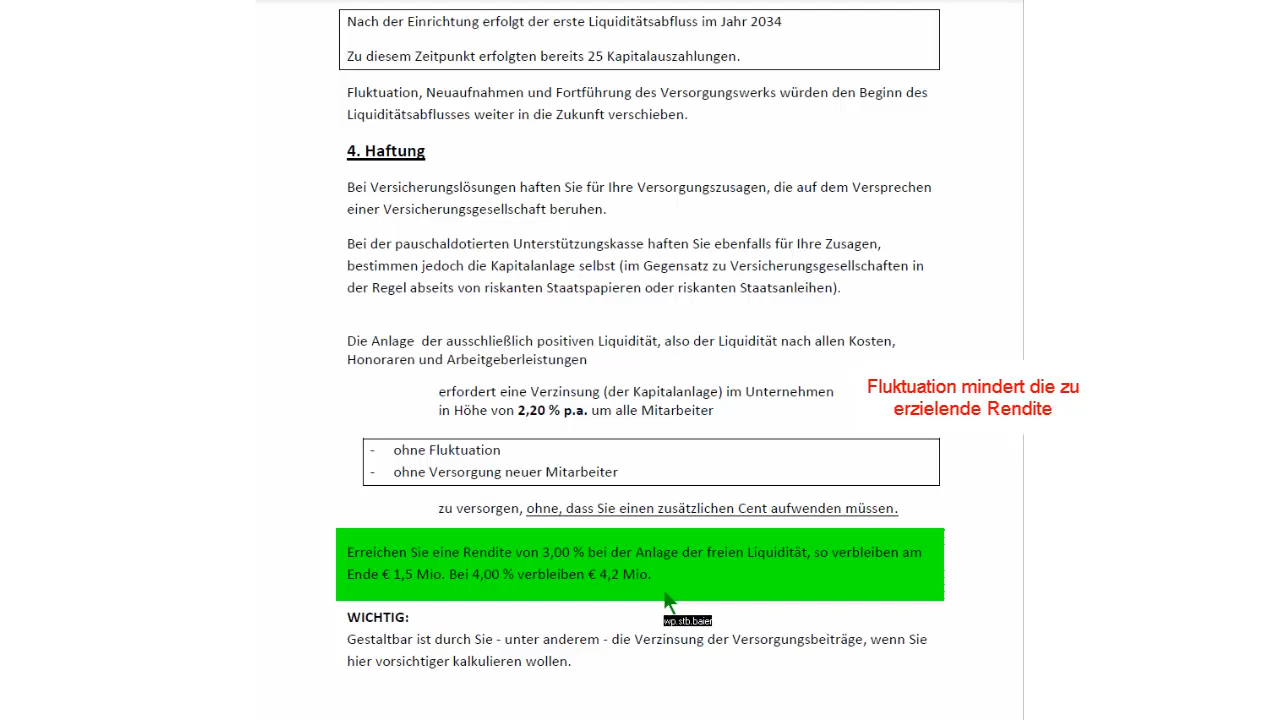 Nach der Einrichtung erfolgt der erste Liquiditätsabfluss im Jahr 2034
Zu diesem Zeitpunkt erfolgten bereits 25 Kapitalauszahlungen.
Fluktuation, Neuaufnahmen und Fortführung des Versorgungswerks würden den Beginn des
Liquiditätsabflusses weiter in die Zukunft verschieben.
4. Haftung
Bei Versicherungslösungen haften Sie für Ihre Versorgungszusagen, die auf dem Versprechen
einer Versicherungsgesellschaft beruhen.
Bei der pauschaldotierten Unterstützungskasse haften Sie ebenfalls für Ihre Zusagen,
bestimmen jedoch die Kapitalanlage selbst (im Gegensatz zu Versicherungsgesellschaften in
der Regel abseits von riskanten Staatspapieren oder riskanten Staatsanleihen).
Die Anlage der ausschließlich positiven Liquidität, also der Liquidität nach allen Kosten,
Honoraren und Arbeitgeberleistungen
erfordert eine Verzinsung (der Kapitalanlage) im Unternehmen
in Höhe von 2,20 % p.a. um alle Mitarbeiter
Fluktuation mindert die zu
erzielende Rendite
- ohne Fluktuation
- ohne Versorgung neuer Mitarbeiter
zu versorgen, ohne, dass Sie einen zusätzlichen Cent aufwenden müssen.
Erreichen Sie eine Rendite von 3,00 % bei der Anlage der freien Liquidität, so verbleiben am
Ende € 1,5 Mio. Bei 4,00 % verbleiben € 4,2 Mio.
wp.stb.baier
WICHTIG:
Gestaltbar ist durch Sie - unter anderem - die Verzinsung der Versorgungsbeiträge, wenn Sie
hier vorsichtiger kalkulieren wollen.